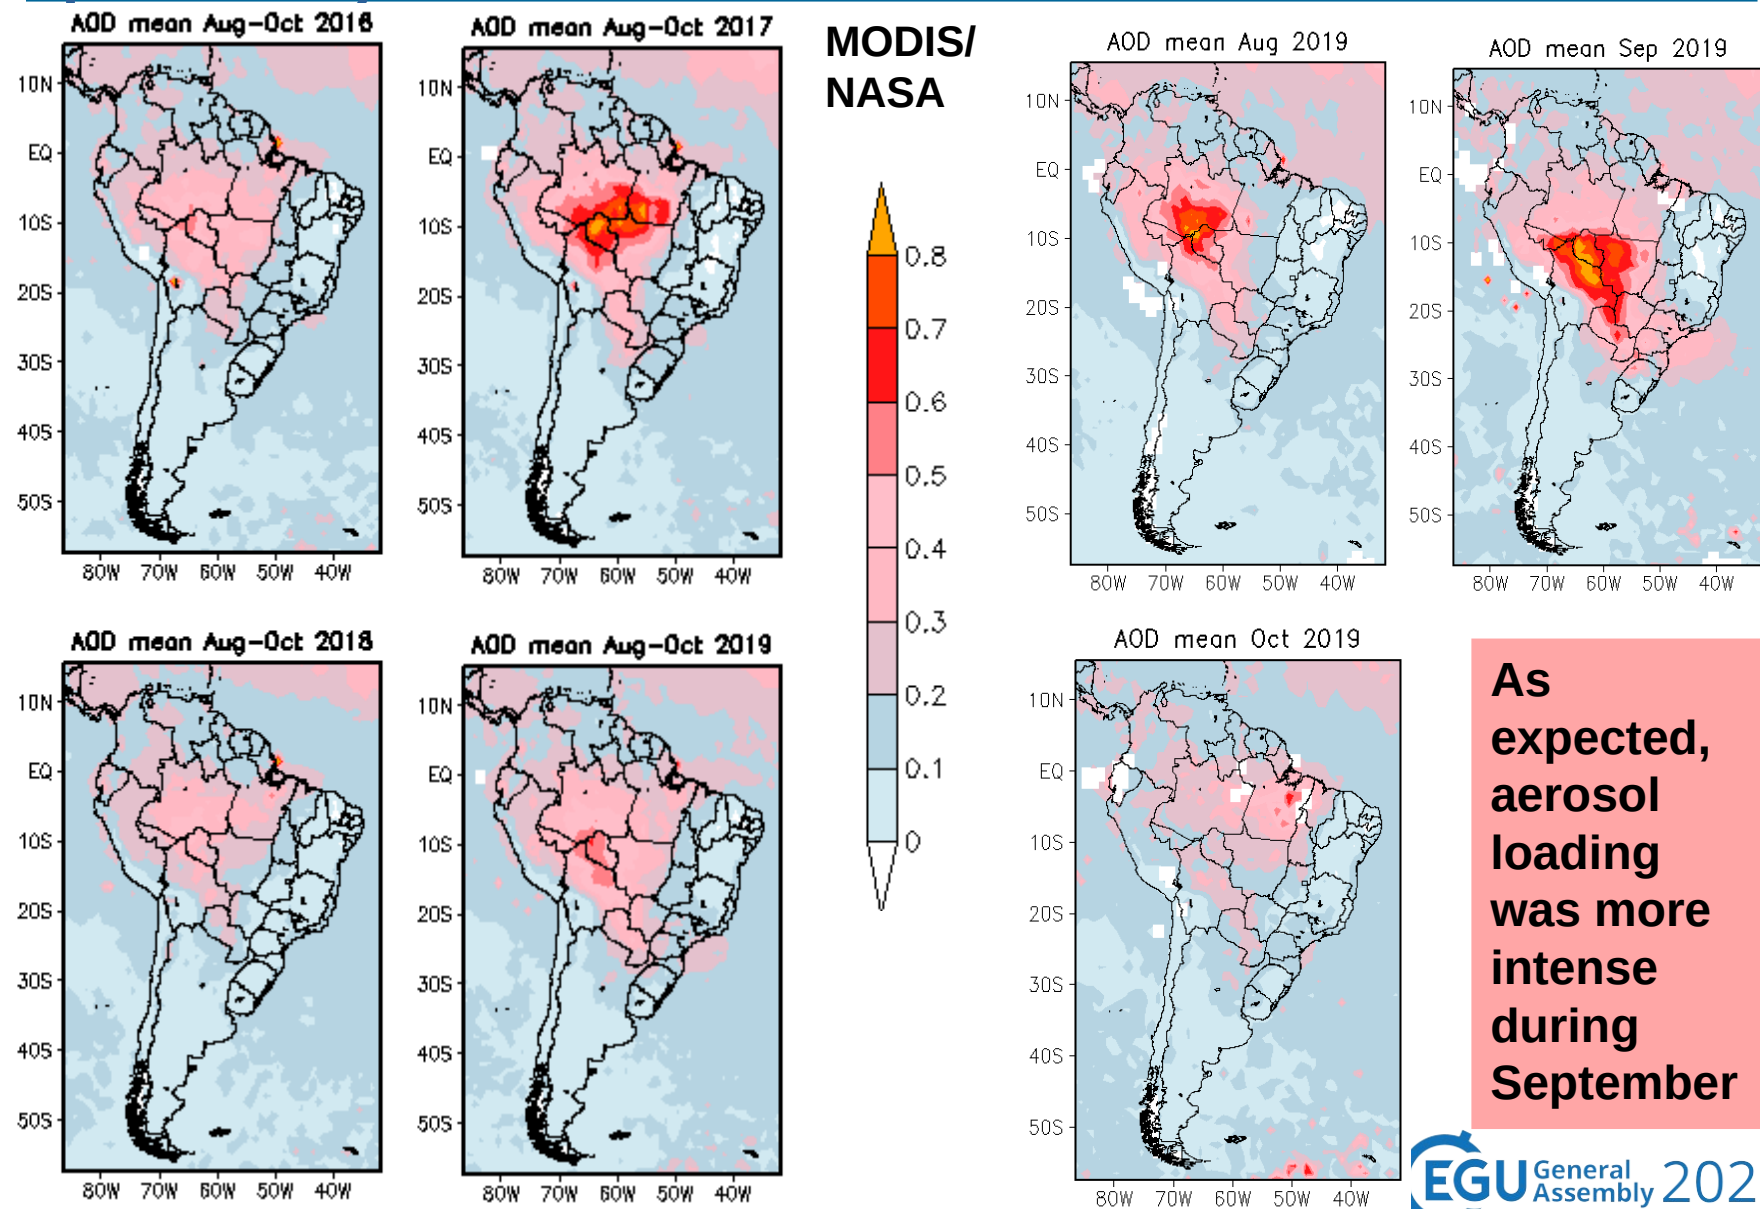 AOD mean Aug-Oct 2016
10N
EQ
10S
20S
30S
40S
50S
80W 70W 60W 50W 40W
AOD mean Aug-Oct 2017
10N
EQ
10S
20S
30S
40S
50S
80W 70W 60W 50W 40W
MODIS/
NASA
0.8
0.7
0.6
0.5
0.4
0.3
0.2
0.1
0
AOD mean Aug 2019
10N
EQ
10S
20S
30S
40S
50S
80W 70W 60W 50W 40W
AOD mean Sep 2019
10N
EQ
10S
20S
30S
40S
50S
80W 70W 60W 50W 40W
AOD mean Aug-Oct 2018
10N
EQ
10S
20S
30S
40S
50S
80W 70W 60W 50W 40W
AOD mean Aug-Oct 2019
10N
EQ
10S
20S
30S
40S
50S
80W 70W 60W 50W 40W
AOD mean Oct 2019
10N
EQ
10S
20S
30S
40S
50S
80W 70W 60W 50W 40W
As
expected,
aerosol
loading
was more
intense
during
September
EGU General
Assembly 202